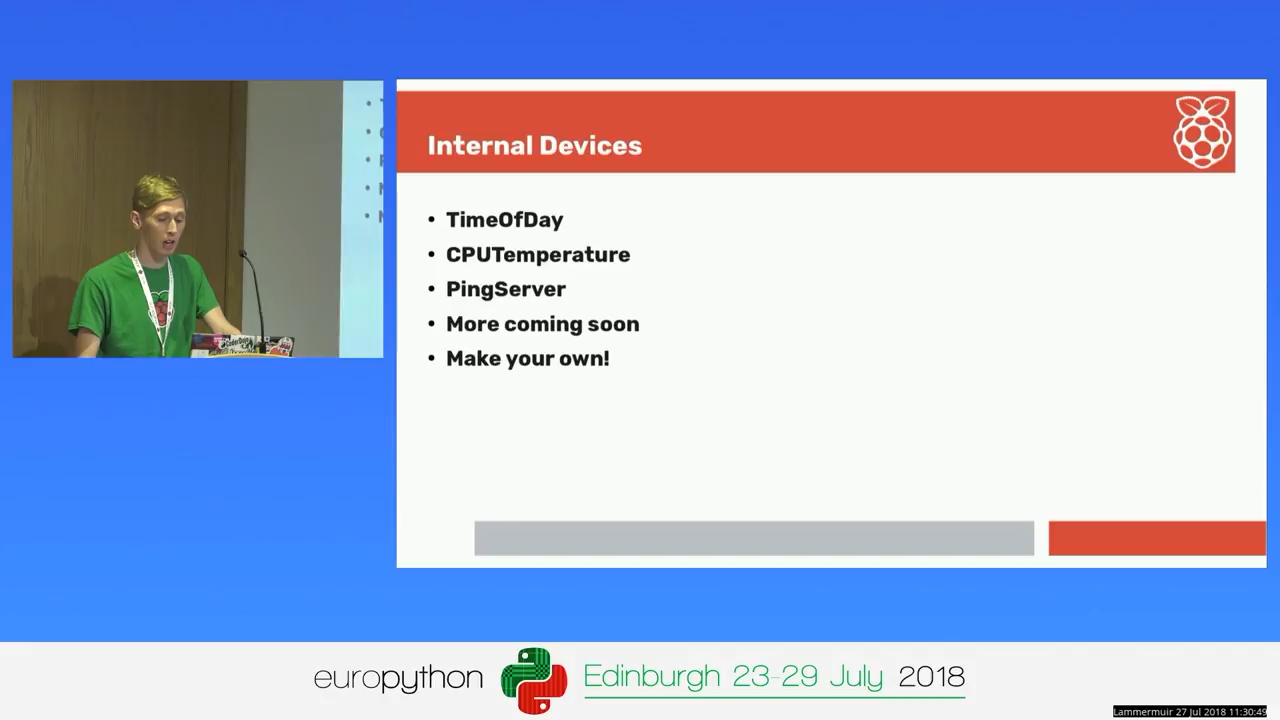 Internal Devices
• TimeOfDay
• CPUTemperature
• PingServer
• More coming soon
• Make your own!
europython Edinburgh 23-29 July 2018
Lammermuir 27 Jul 2018 11:30:49